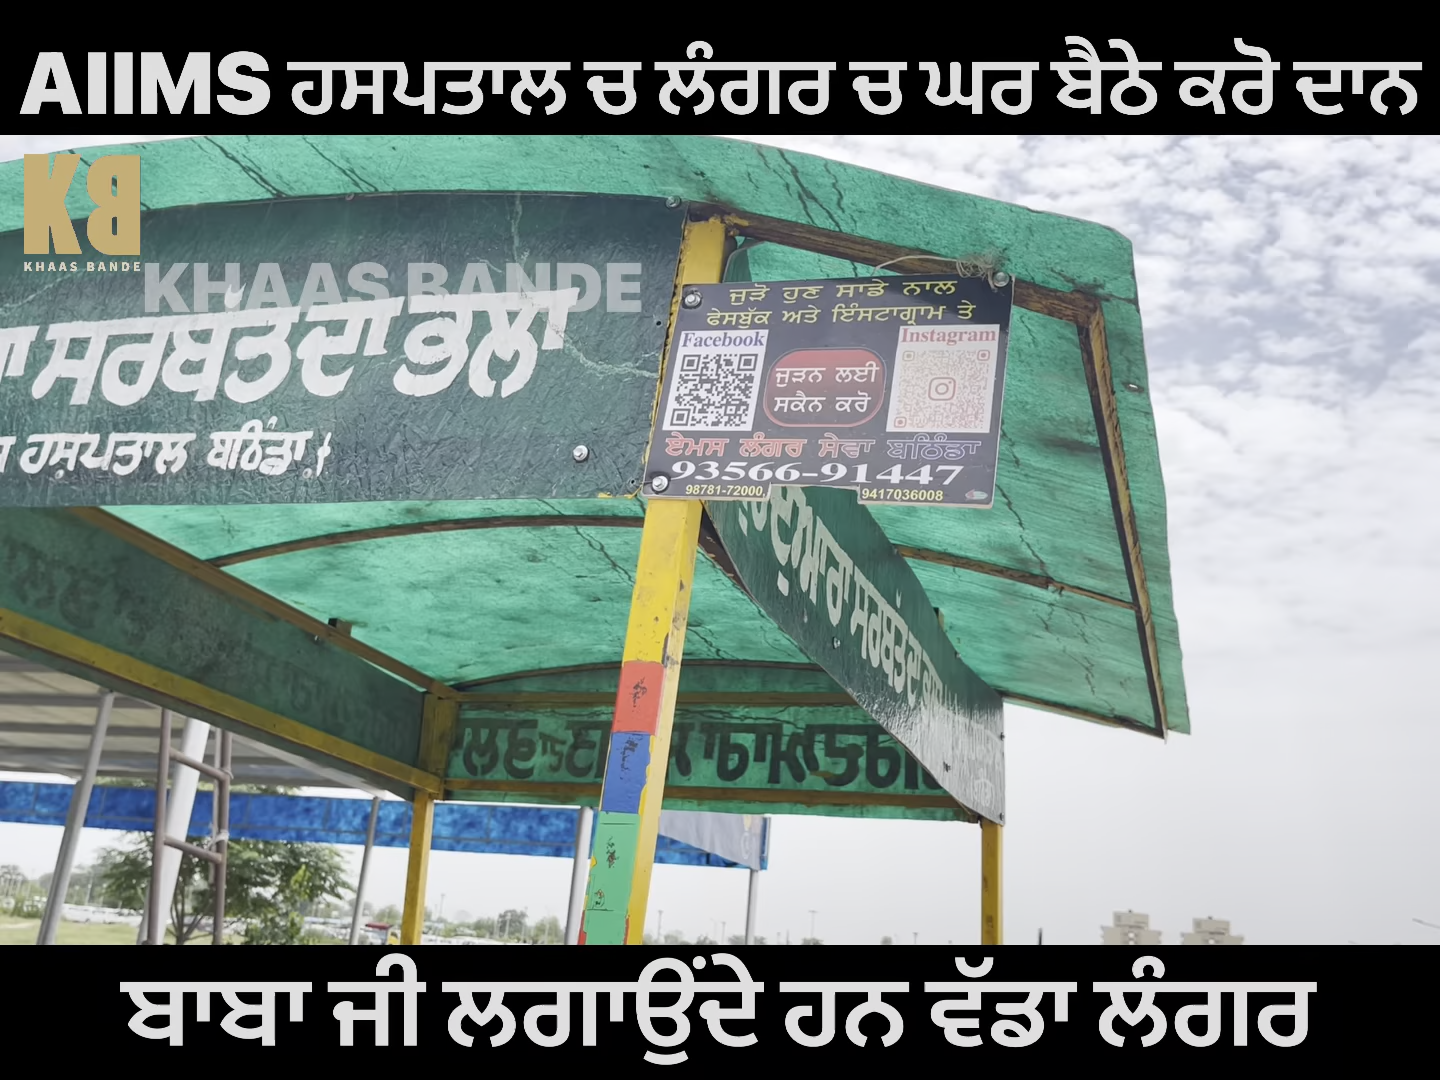 AIIMS ਹਸਪਤਾਲ ਚ ਲੰਗਰ ਚ ਘਰ ਬੈਠੇ ਕਰੋ ਦਾਨ
KB
KHAAS BANDE
KHAAS BANDE
ਸਰਬੱਤ ਦਾ ਭਲਾ
ਹਸਪਤਾਲ ਬਠਿੰਡਾ
ਜੁੜੋ ਹੁਣ ਸਾਡੇ ਨਾਲ
ਫੇਸਬੁੱਕ ਅਤੇ ਇੰਸਟਾਗ੍ਰਾਮ ਤੇ
Facebook
Instagram
ਜੁੜਨ ਲਈ
ਸਕੈਨ ਕਰੋ
ਏਮਸ ਲੰਗਰ ਸੇਵਾ ਬਠਿੰਡਾ
93566-91447
98781-72000,
9417036008
ਸਰਬੱਤ ਦਾ
ਬਾਬਾ ਜੀ ਲਗਾਉਂਦੇ ਹਨ ਵੱਡਾ ਲੰਗਰ